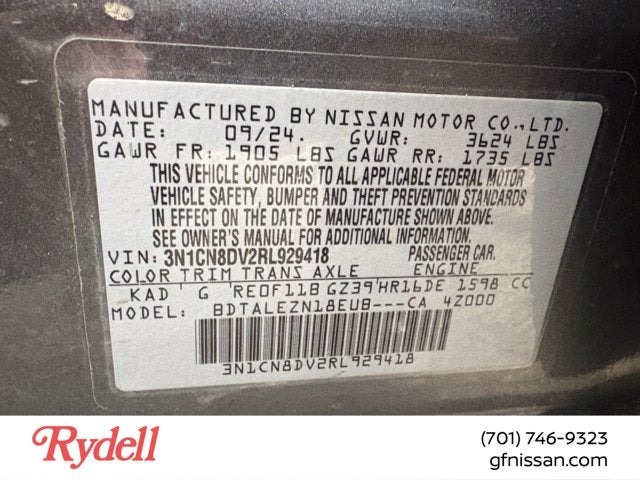 MANUFACTURED BY NISSAN MOTOR CO., LTD.
DATE: 09/24. GVWR: 3624 LBS
GAWR FR: 1905 LBS GAWR RR: 1735 LBS
THIS VEHICLE CONFORMS TO ALL APPLICABLE FEDERAL MOTOR
VEHICLE SAFETY, BUMPER AND THEFT PREVENTION STANDARDS
IN EFFECT ON THE DATE OF MANUFACTURE SHOWN ABOVE.
SEE OWNER'S MANUAL FOR ADDITIONAL INFORMATION.
VIN: 3N1CN8DV2RL929418 PASSENGER CAR.
COLOR TRIM TRANS AXLE ENGINE
KAD G RE0F11B GZ39 HR16DE 1598 CC
MODEL: BDTALEZN18EUB---CA 4Z000
3N1CN8DV2RL929418
Rydell
(701) 746-9323
gfnissan.com